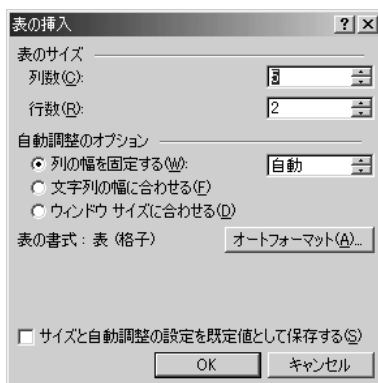 表の挿入
表のサイズ
列数(C):
行数(R): 2
自動調整のオプション
列の幅を固定する(W): 自動
文字列の幅に合わせる(F)
ウィンドウ サイズに合わせる(D)
表の書式 : 表 (格子) オートフォーマット(A)...
サイズと自動調整の設定を既定値として保存する(S)
OK キャンセル